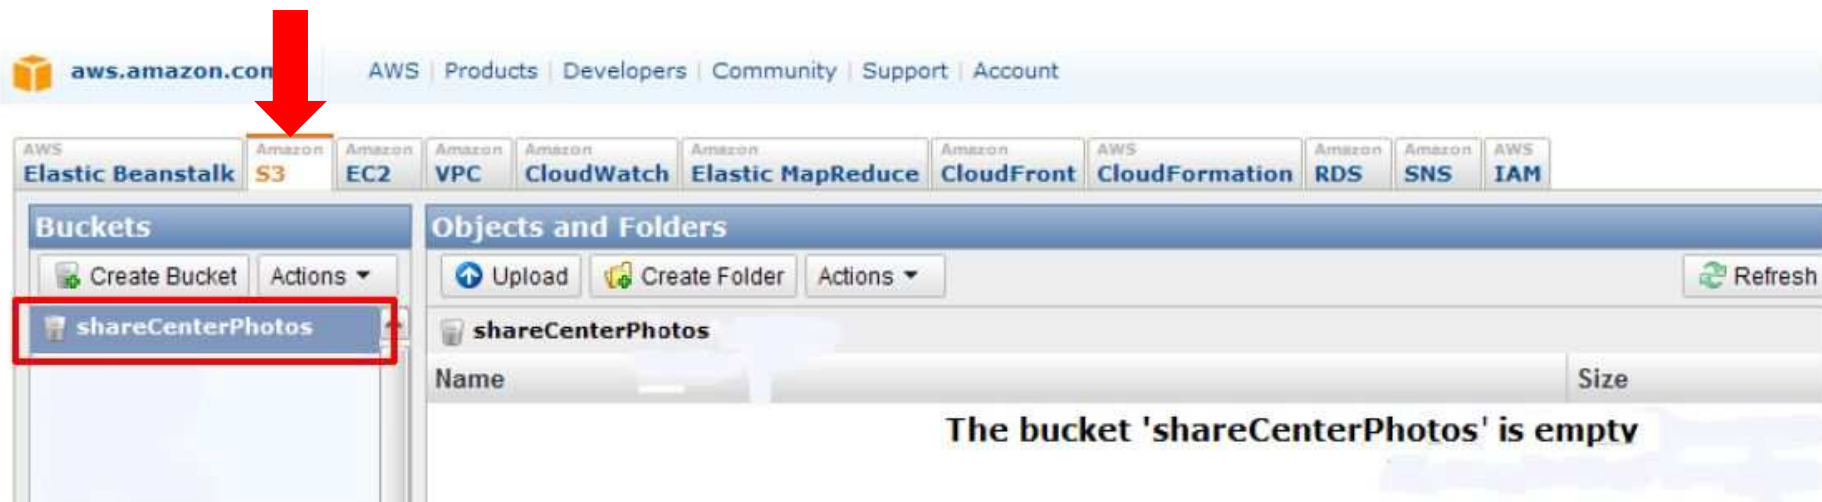 aws.amazon.com AWS Products Developers Community Support Account
AWS Amazon Amazon Amazon Amazon Amazon Amazon AWS Amazon Amazon AWS
Elastic Beanstalk S3 EC2 VPC CloudWatch Elastic MapReduce CloudFront CloudFormation RDS SNS IAM
Buckets Objects and Folders
Create Bucket Actions Upload Create Folder Actions Refresh
shareCenterPhotos shareCenterPhotos
Name Size
The bucket 'shareCenterPhotos' is empty